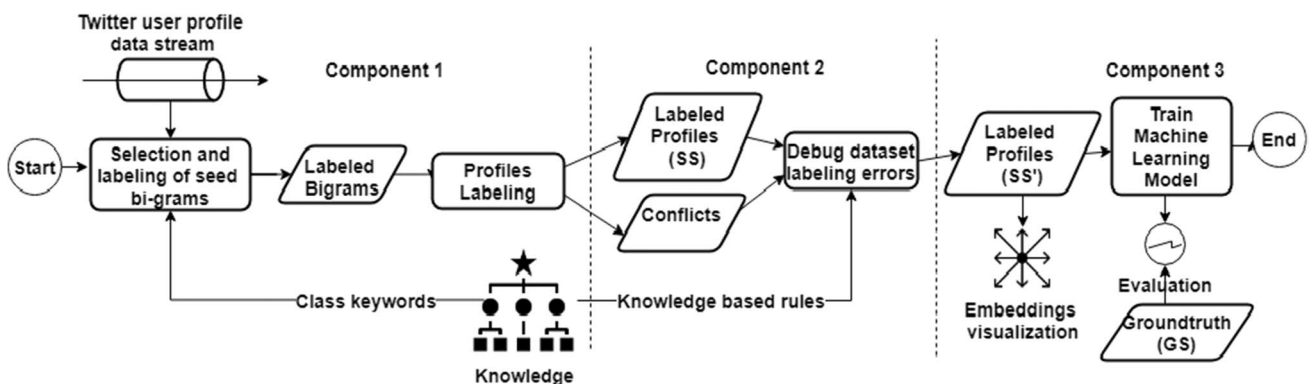 Twitter user profile
data stream
Component 1
Component 2
Component 3
Start
Selection and
labeling of seed
bi-grams
Labeled
Bigrams
Profiles
Labeling
Labeled
Profiles
(SS)
Conflicts
Debug dataset
labeling errors
Labeled
Profiles
(SS')
Train
Machine
Learning
Model
End
Class keywords
Knowledge based rules
Knowledge
Embeddings
visualization
Evaluation
Groundtruth
(GS)